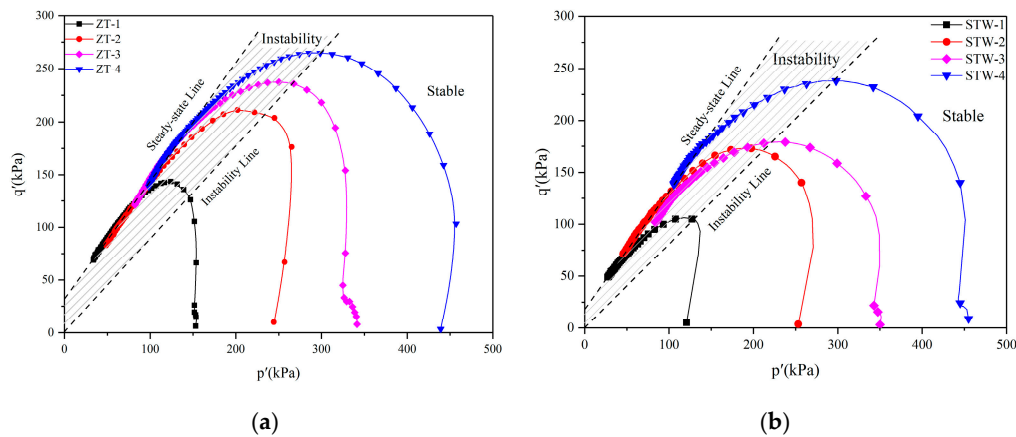 300
250
200
150
100
50
0
0
100
200
300
400
500
q'(kPa)
p'(kPa)
ZT-1
ZT-2
ZT-3
ZT 4
Instability
Stable
Steady-state Line
Instability Line
(a)
300
250
200
150
100
50
0
0
100
200
300
400
500
q'(kPa)
p'(kPa)
STW-1
STW-2
STW-3
STW-4
Instability
Stable
Steady-state Line
Instability Line
(b)